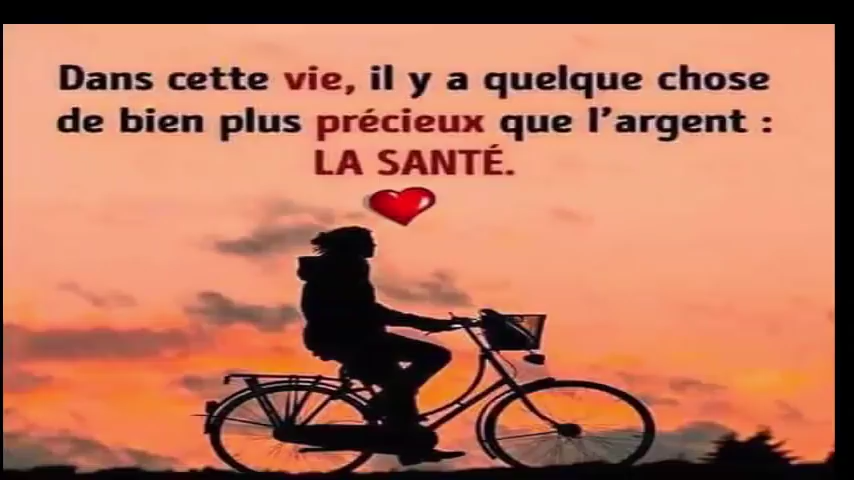 Dans cette vie, il y a quelque chose
de bien plus précieux que l'argent :
LA SANTÉ.